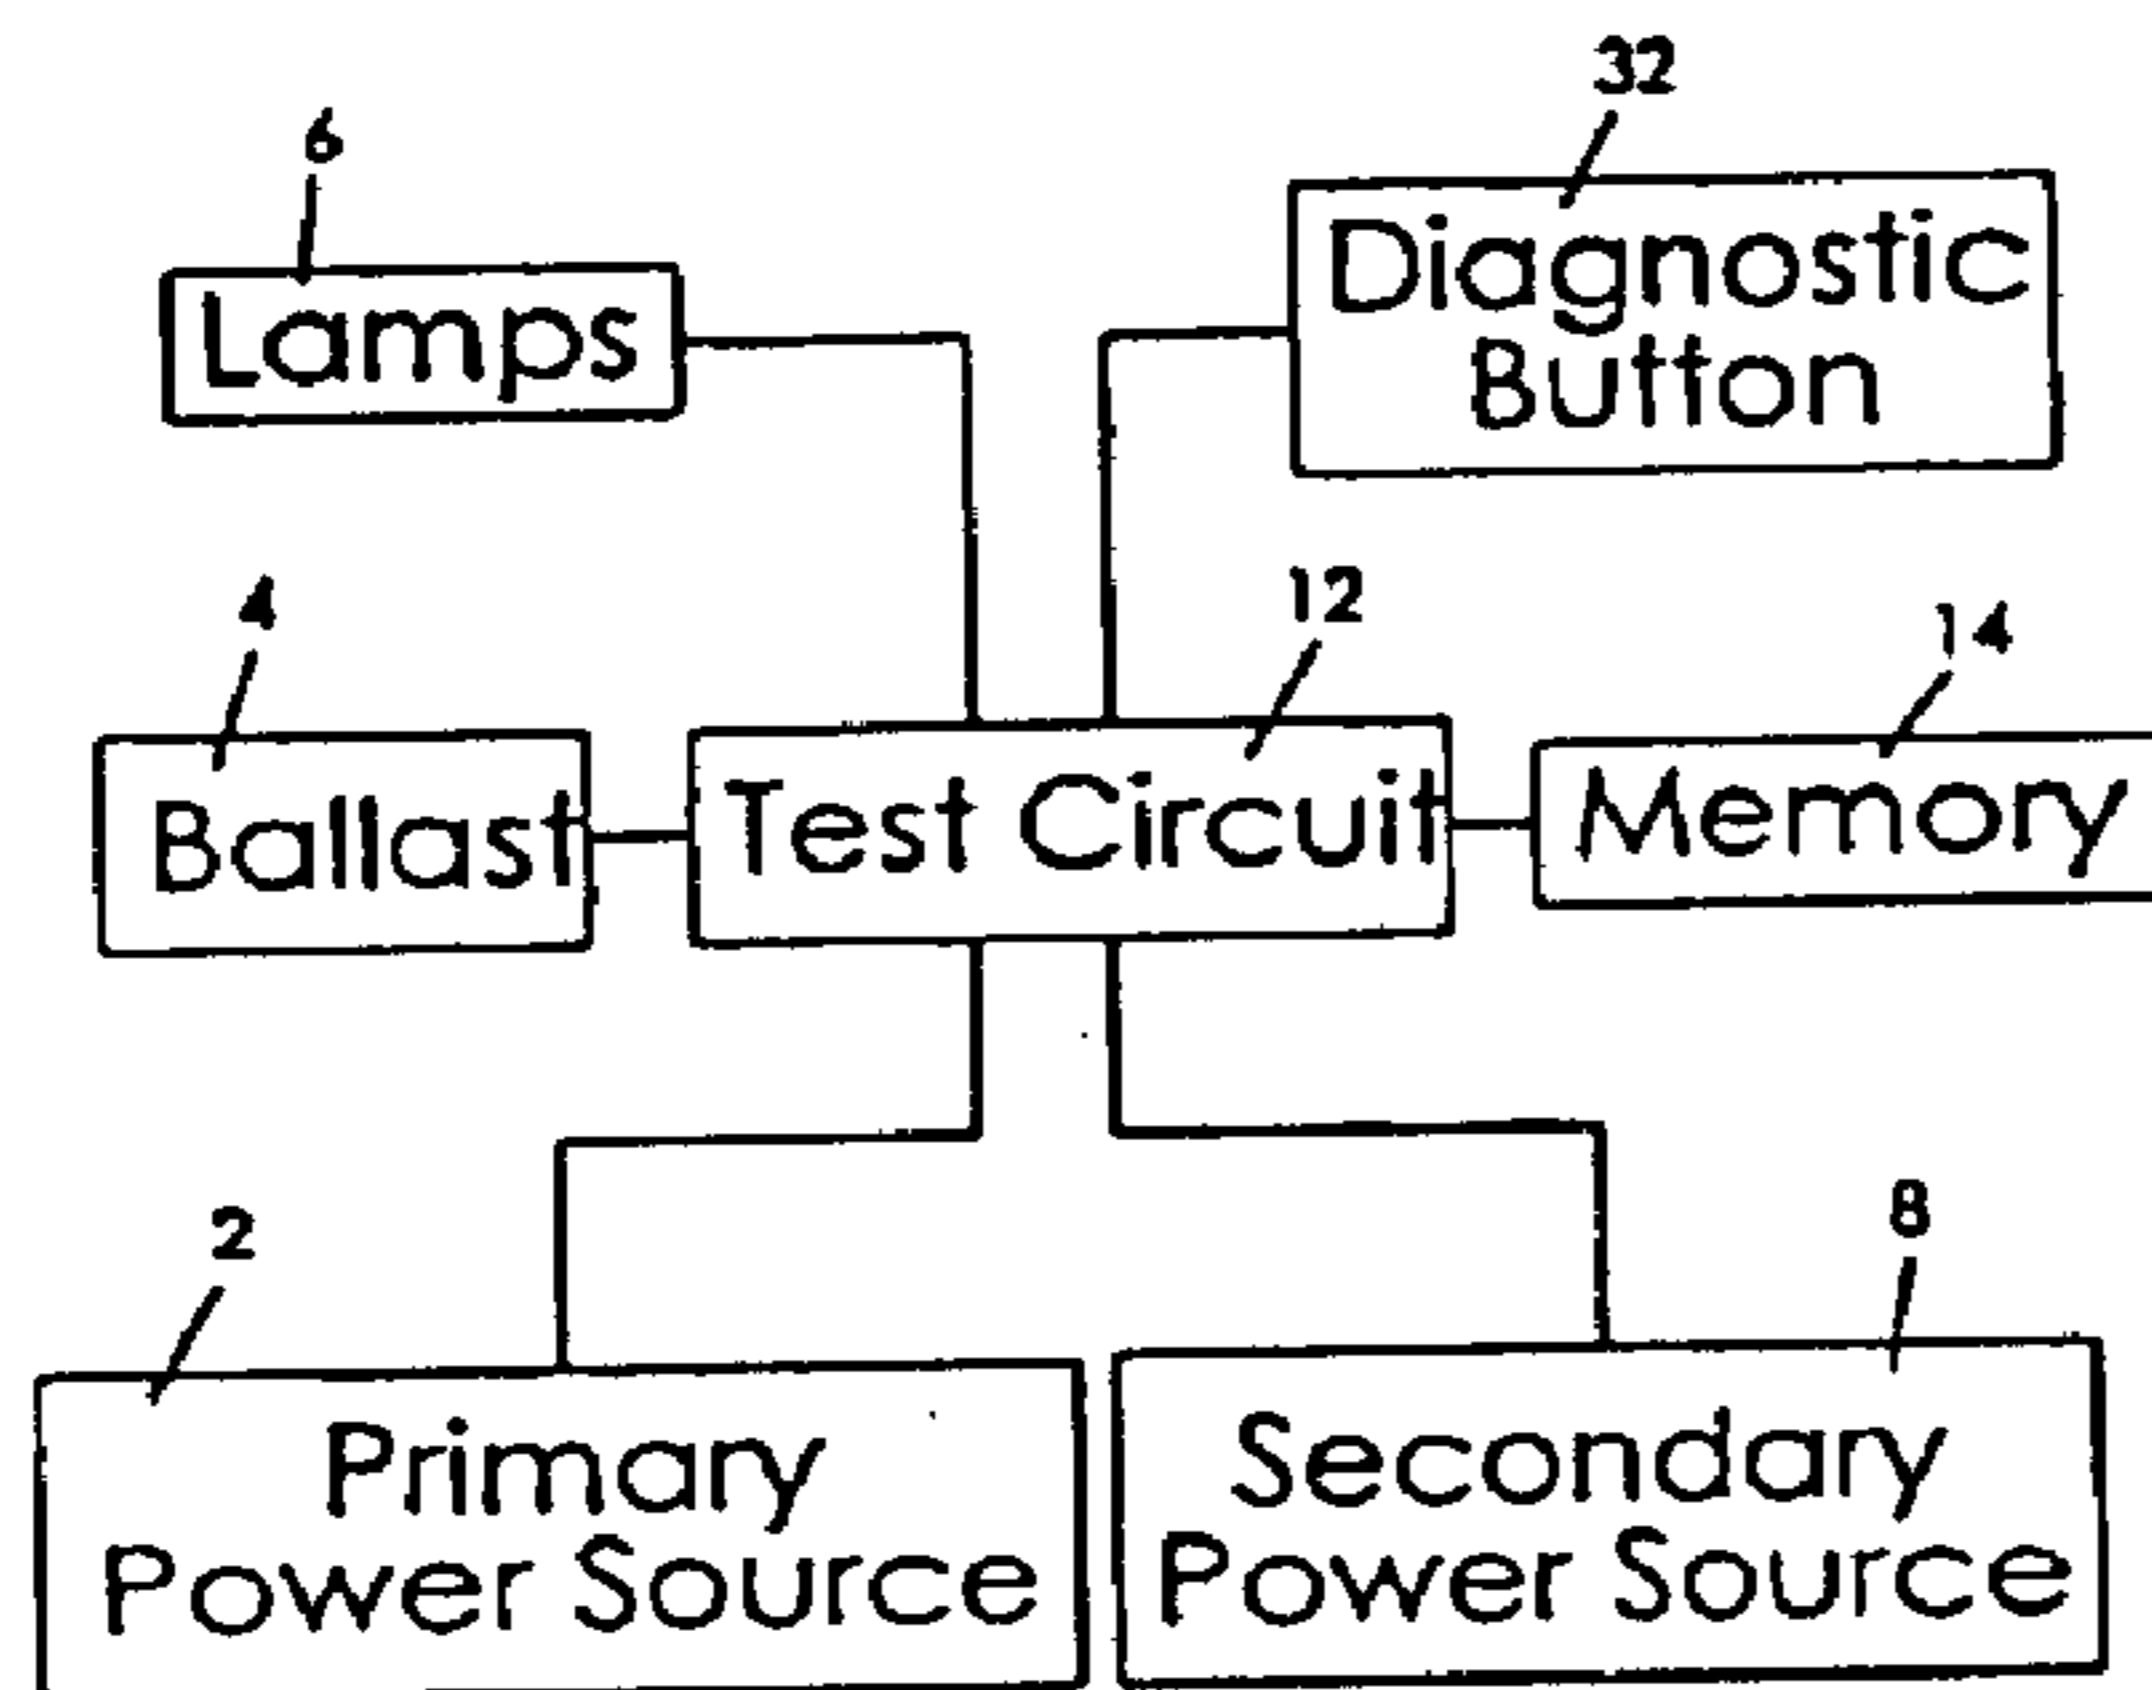 32
6
Diagnostic
Button
Lamps
4
12
14
Ballast
Test Circuit
Memory
2
8
Primary
Power Source
Secondary
Power Source